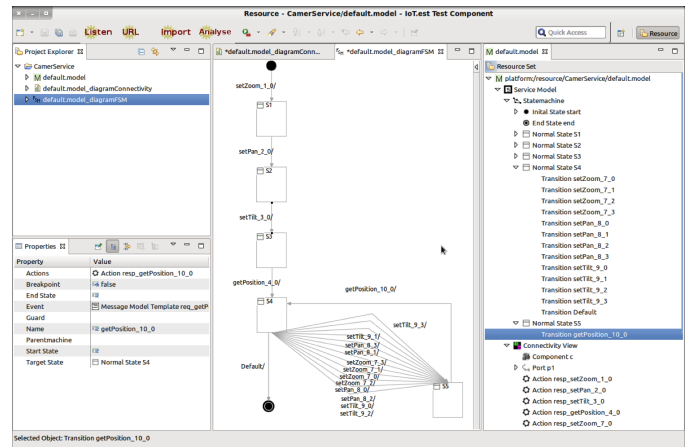 Resource - CamerService/default.model - IoT.est Test Component
Listen URL Import Analyse
Quick Access
Resource
Project Explorer
CamerService
default.model
default.model_diagramConnectivity
default.model_diagramFSM
Properties
Property Value
Actions Action resp_getPosition_10_0
Breakpoint false
End State
Event Message Model Template req_getP
Guard
Name getPosition_10_0
Parentmachine
Start State
Target State Normal State S4
*default.model_diagramConn...
*default.model_diagramFSM
setZoom_1_0/
S1
setPan_2_0/
S2
setTilt_3_0/
S3
getPosition_4_0/
getPosition_10_0/
S4
setTilt_9_3/
setTilt_9_1/
setPan_8_3/
setPan_8_1/
Default/
setZoom_7_3/
setZoom_7_1/
setZoom_7_0/
setZoom_7_2/
setPan_8_0/
S5
setPan_8_2/
setTilt_9_0/
setTilt_9_2/
default.model
Resource Set
platform/resource/CamerService/default.model
Service Model
Statemachine
Inital State start
End State end
Normal State S1
Normal State S2
Normal State S3
Normal State S4
Transition setZoom_7_0
Transition setZoom_7_1
Transition setZoom_7_2
Transition setZoom_7_3
Transition setPan_8_0
Transition setPan_8_1
Transition setPan_8_2
Transition setPan_8_3
Transition setTilt_9_0
Transition setTilt_9_1
Transition setTilt_9_2
Transition setTilt_9_3
Transition Default
Normal State S5
Transition getPosition_10_0
Connectivity View
Component c
Port p1
Action resp_setZoom_1_0
Action resp_setPan_2_0
Action resp_setTilt_3_0
Action resp_getPosition_4_0
Action resp_setZoom_7_0
Selected Object: Transition getPosition_10_0